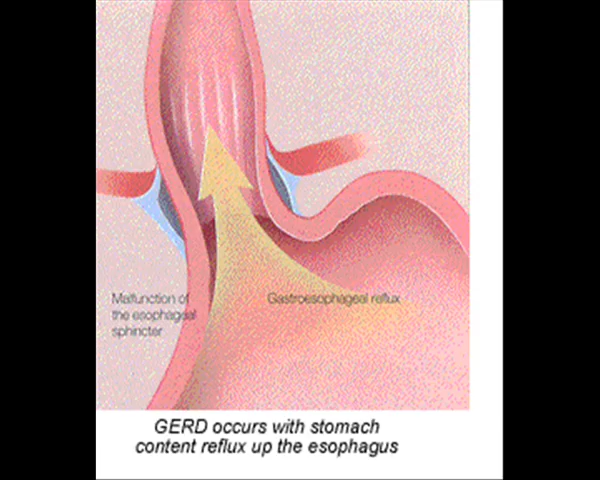 Malfunction of
the esophageal
sphincter
Gastroesophageal reflux
GERD occurs with stomach
content reflux up the esophagus